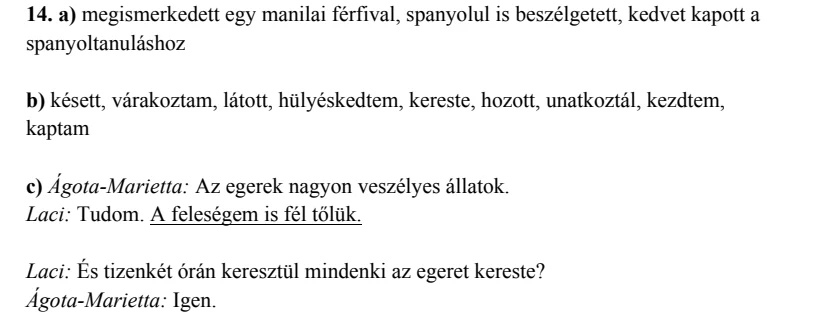 14. a) megismerkedett egy manilai férfival, spanyolul is beszélgetett, kedvet kapott a
spanyoltanuláshoz
b) késett, várakoztam, látott, hülyéskedtem, kereste, hozott, unatkoztál, kezdtem,
kaptam
c) Ágota-Marietta: Az egerek nagyon veszélyes állatok.
Laci: Tudom. A feleségem is fél tőlük.
Laci: És tizenkét órán keresztül mindenki az egeret kereste?
Ágota-Marietta: Igen.